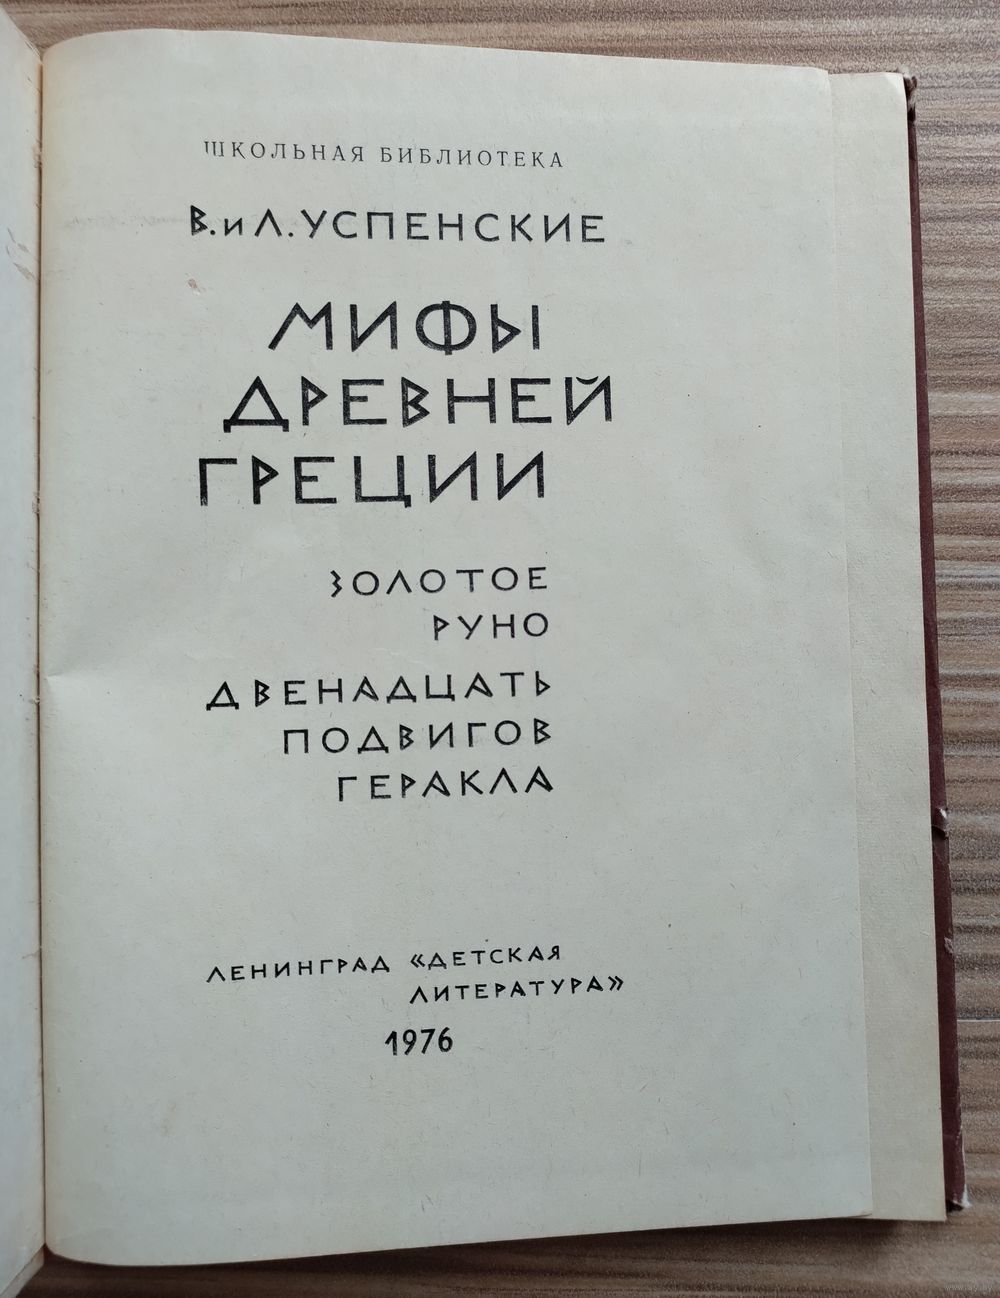 ШКОЛЬНАЯ БИБЛИОТЕКА
В. и Л. УСПЕНСКИЕ
МИФЫ
ДРЕВНЕЙ
ГРЕЦИИ
ЗОЛОТОЕ
РУНО
ДВЕНАДЦАТЬ
ПОДВИГОВ
ГЕРАКЛА
ЛЕНИНГРАД «ДЕТСКАЯ
ЛИТЕРАТУРА»
1976